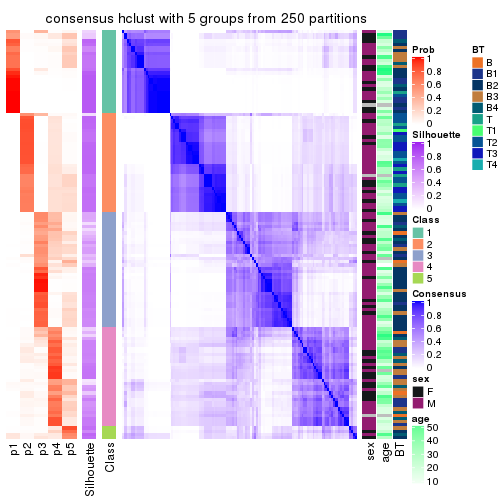 consensus hclust with 5 groups from 250 partitions
p1
p2
p3
p4
p5
Silhouette
Class
sex
age
BT
Prob
1
0.8
0.6
0.4
0.2
0
Silhouette
1
0.8
0.6
0.4
0.2
0
Class
1
2
3
4
5
Consensus
1
0.8
0.6
0.4
0.2
0
sex
F
M
age
50
40
30
20
10
BT
B
B1
B2
B3
B4
T
T1
T2
T3
T4